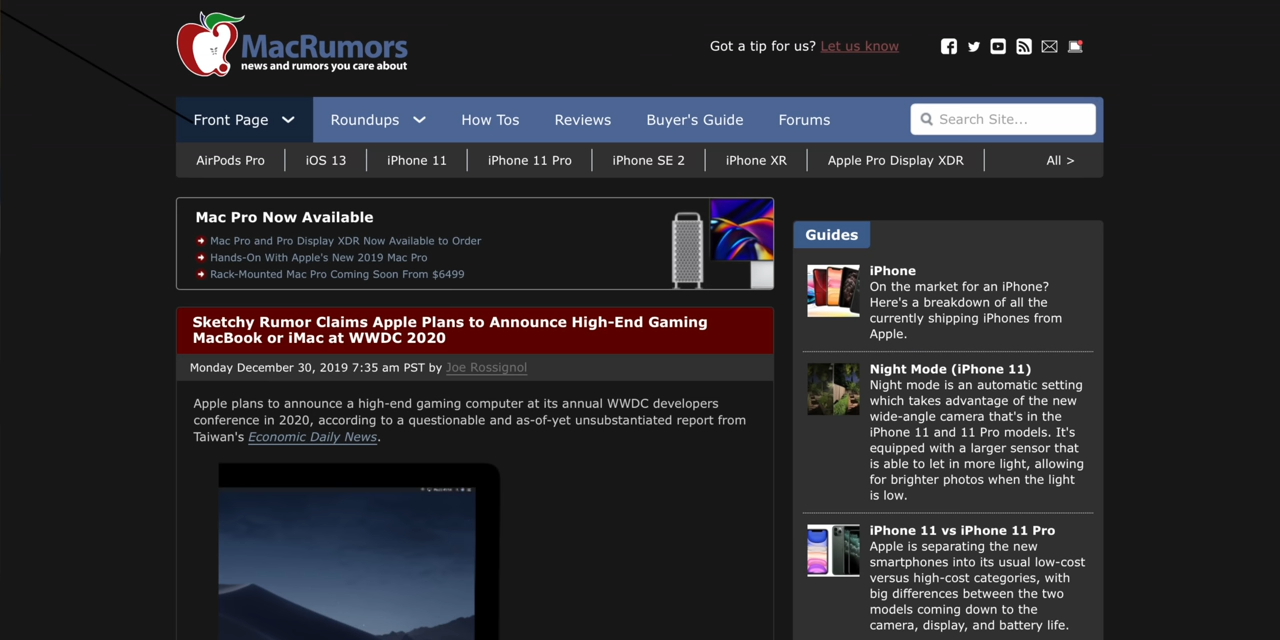 MacRumors
news and rumors you care about
Got a tip for us? Let us know
Front Page
Roundups
How Tos
Reviews
Buyer's Guide
Forums
Search Site...
AirPods Pro
iOS 13
iPhone 11
iPhone 11 Pro
iPhone SE 2
iPhone XR
Apple Pro Display XDR
All >
Mac Pro Now Available
Mac Pro and Pro Display XDR Now Available to Order
Hands-On With Apple's New 2019 Mac Pro
Rack-Mounted Mac Pro Coming Soon From $6499
Sketchy Rumor Claims Apple Plans to Announce High-End Gaming
MacBook or iMac at WWDC 2020
Monday December 30, 2019 7:35 am PST by Joe Rossignol
Apple plans to announce a high-end gaming computer at its annual WWDC developers
conference in 2020, according to a questionable and as-of-yet unsubstantiated report from
Taiwan's Economic Daily News.
Guides
iPhone
On the market for an iPhone?
Here's a breakdown of all the
currently shipping iPhones from
Apple.
Night Mode (iPhone 11)
Night mode is an automatic setting
which takes advantage of the new
wide-angle camera that's in the
iPhone 11 and 11 Pro models. It's
equipped with a larger sensor that
is able to let in more light, allowing
for brighter photos when the light
is low.
iPhone 11 vs iPhone 11 Pro
Apple is separating the new
smartphones into its usual low-cost
versus high-cost categories, with
big differences between the two
models coming down to the
camera, display, and battery life.